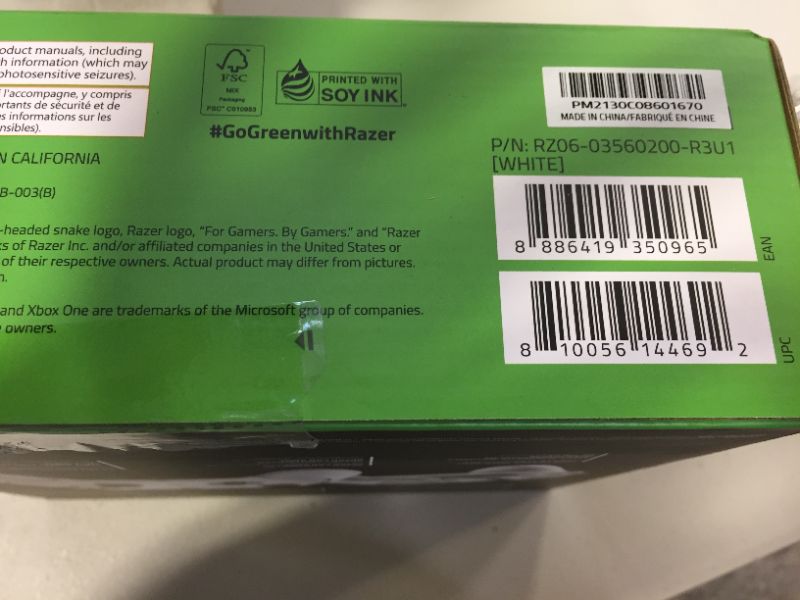 oduct manuals, including
h information (which may
photosensitive seizures).
l'accompagne, y compris
ortants de sécurité et de
s informations sur les
nsibles).
FSC
MIX
Packaging
FSC® C010953
PRINTED WITH
SOY INK
#GoGreenwithRazer
N CALIFORNIA
B-003(B)
-headed snake logo, Razer logo, "For Gamers. By Gamers." and "Razer
ks of Razer Inc. and/or affiliated companies in the United States or
of their respective owners. Actual product may differ from pictures.
n.
and Xbox One are trademarks of the Microsoft group of companies.
owners.
PM2130C08601670
MADE IN CHINA/FABRIQUÉ EN CHINE
P/N: RZ06-03560200-R3U1
[WHITE]
8 886419 350965
EAN
8 10056 14469 2
UPC